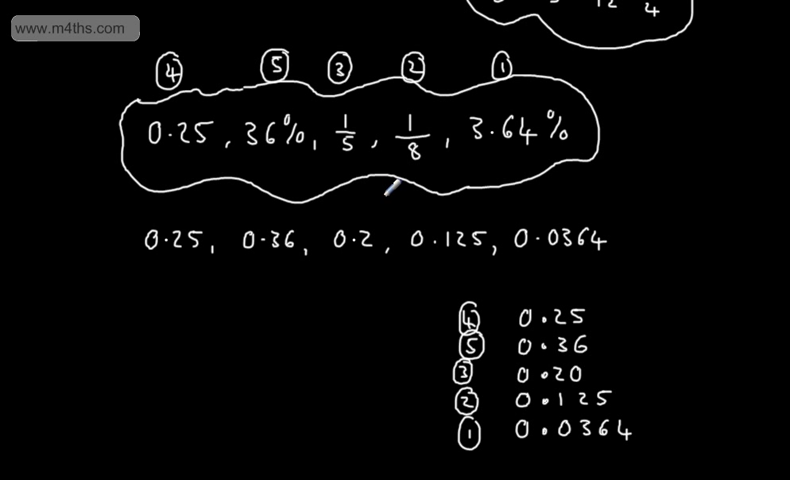 www.m4ths.com
12 4
4 5 3 2 1
0.25, 36%, 1/5, 1/8, 3.64%
0.25, 0.36, 0.2, 0.125, 0.0364
4 0.25
5 0.36
3 0.20
2 0.125
1 0.0364